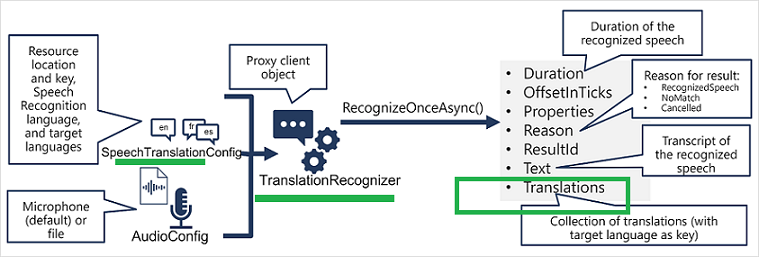 Resource
location
and key,
Speech
Recognition
language,
and target
languages
en
fr
es
SpeechTranslationConfig
Microphone
(default) or
file
AudioConfig
Proxy client
object
TranslationRecognizer
RecognizeOnceAsync()
Duration of the
recognized speech
• Duration
• OffsetInTicks
• Properties
• Reason
• ResultId
• Text
• Translations
Reason for result:
• RecognizedSpeech
• NoMatch
• Cancelled
Transcript of
the recognized
speech
Collection of translations (with
target language as key)